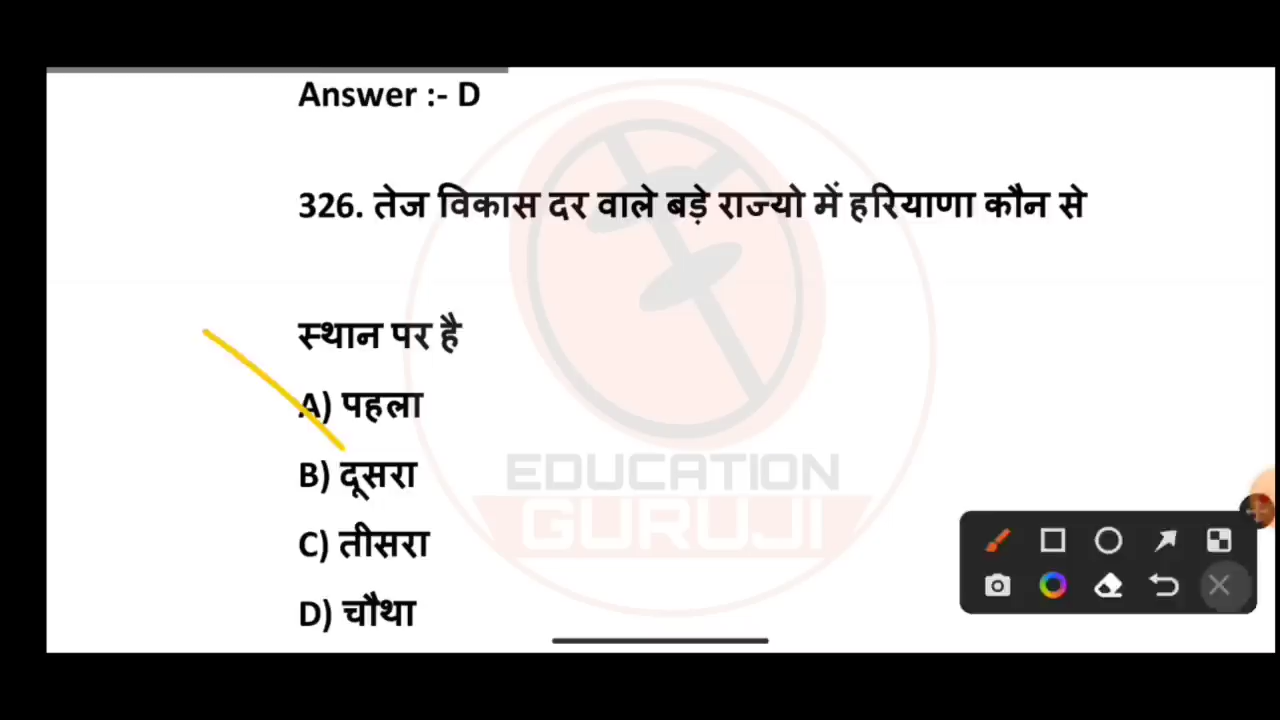 Answer :- D
326. तेज विकास दर वाले बड़े राज्यो में हरियाणा कौन से
स्थान पर है
A) पहला
B) दूसरा
C) तीसरा
D) चौथा
EDUCATION
GURUJI